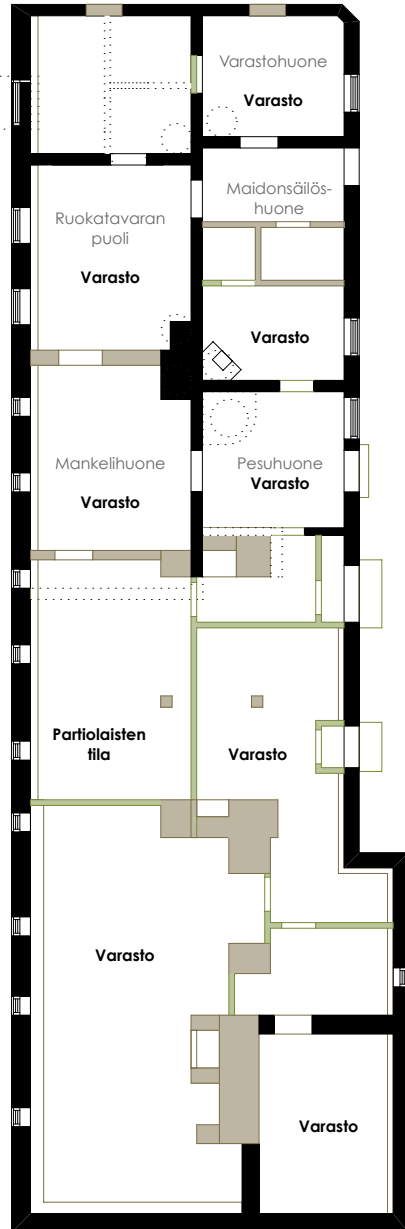 Varastohuone
Varasto
Maidonsäilös-
huone
Ruokatavaran
puoli
Varasto
Varasto
Mankelihuone
Varasto
Pesuhuone
Varasto
Partiolaisten
tila
Varasto
Varasto
Varasto